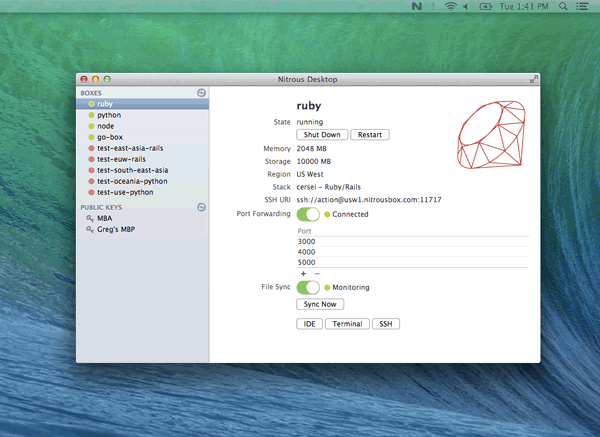 N Tue 1:41 PM
Nitrous Desktop
BOXES
ruby
python
node
go-box
test-east-asia-rails
test-euw-rails
test-south-east-asia
test-oceania-python
test-use-python
PUBLIC KEYS
MBA
Greg's MBP
ruby
State running
Shut Down Restart
Memory 2048 MB
Storage 10000 MB
Region US West
Stack cersei - Ruby/Rails
SSH URI ssh://action@usw1.nitrousbox.com:11717
Port Forwarding Connected
Port
3000
4000
5000
+ −
File Sync Monitoring
Sync Now
IDE Terminal SSH